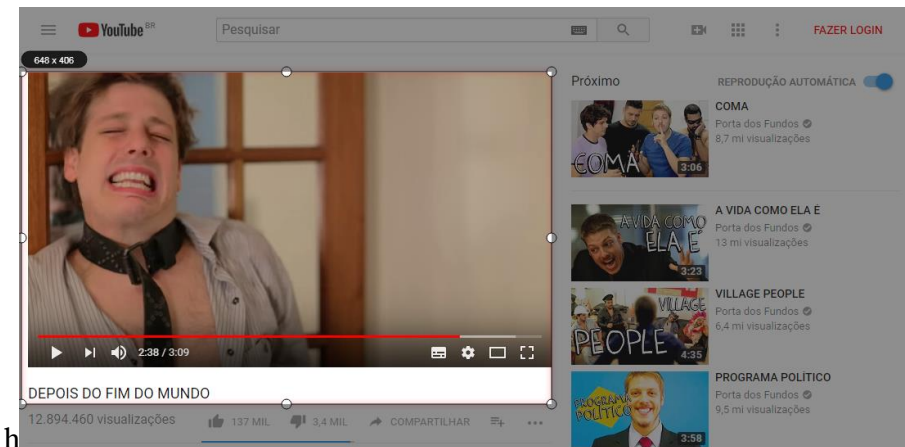 YouTube BR
Pesquisar
FAZER LOGIN
648 x 406
2:38 / 3:09
DEPOIS DO FIM DO MUNDO
12.894.460 visualizações
137 MIL
3,4 MIL
COMPARTILHAR
Próximo
REPRODUÇÃO AUTOMÁTICA
COMA
3:06
COMA
Porta dos Fundos
8,7 mi visualizações
A VIDA COMO
ELA É
3:23
A VIDA COMO ELA É
Porta dos Fundos
13 mi visualizações
VILLAGE
PEOPLE
4:35
VILLAGE PEOPLE
Porta dos Fundos
6,4 mi visualizações
PROGRAMA
POLÍTICO
3:58
PROGRAMA POLÍTICO
Porta dos Fundos
9,5 mi visualizações
h